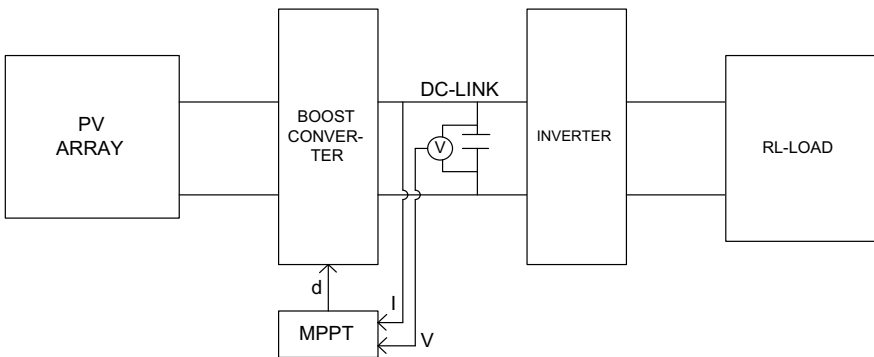 PV
ARRAY
BOOST
CONVER-
TER
DC-LINK
V
INVERTER
RL-LOAD
d
I
MPPT
V